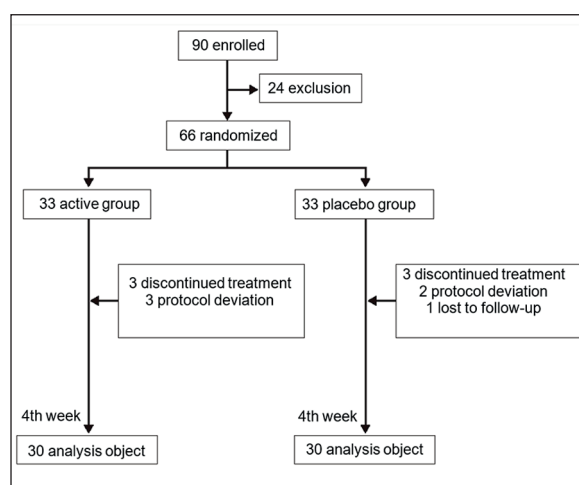 90 enrolled
24 exclusion
66 randomized
33 active group
33 placebo group
3 discontinued treatment
3 protocol deviation
3 discontinued treatment
2 protocol deviation
1 lost to follow-up
4th week
4th week
30 analysis object
30 analysis object